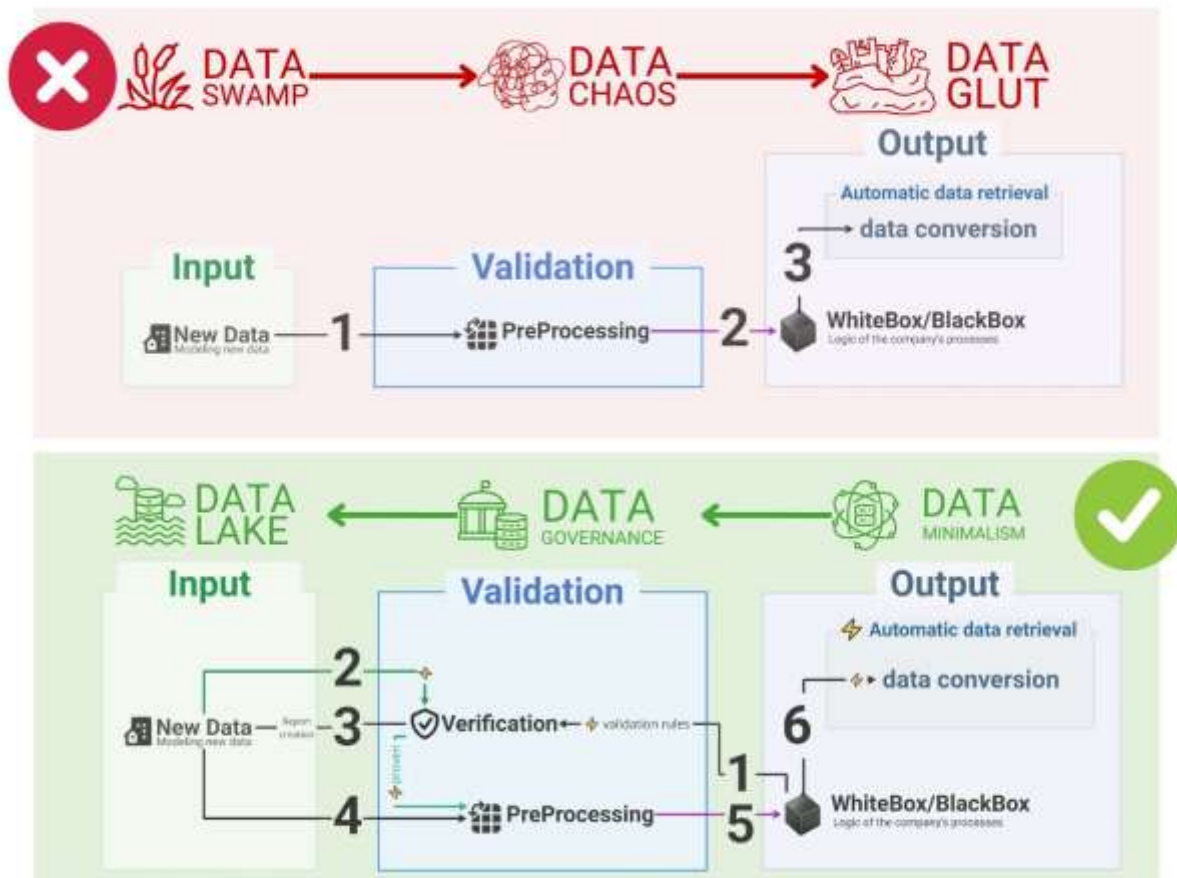 DATA
SWAMP
DATA
CHAOS
DATA
GLUT
Output
Automatic data retrieval
data conversion
3
Input
Validation
New Data
Modeling new data
1
PreProcessing
2
WhiteBox/BlackBox
Logic of the company's processes
DATA
LAKE
DATA
GOVERNANCE
DATA
MINIMALISM
Input
Validation
Output
Automatic data retrieval
2
data conversion
New Data
Modeling new data
Report
creation
3
Verification
validation rules
6
proven
1
4
PreProcessing
5
WhiteBox/BlackBox
Logic of the company's processes